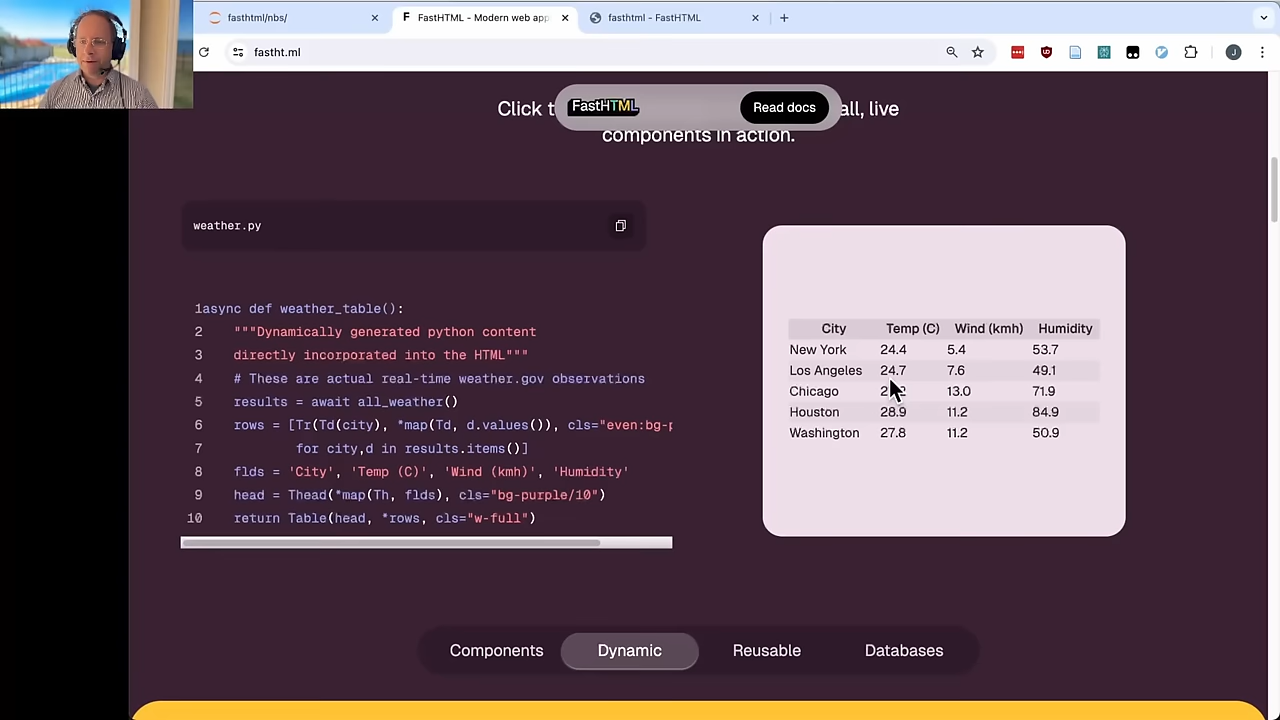 fasthtml/nbs/
FastHTML - Modern web app
fasthtml - FastHTML
fastht.ml
J
Click t
FastHTML
Read docs
all, live
components in action.
weather.py
1async def weather_table():
2 """Dynamically generated python content
3 directly incorporated into the HTML"""
4 # These are actual real-time weather.gov observations
5 results = await all_weather()
6 rows = [Tr(Td(city), *map(Td, d.values()), cls="even:bg-p
7 for city,d in results.items()]
8 flds = 'City', 'Temp (C)', 'Wind (kmh)', 'Humidity'
9 head = Thead(*map(Th, flds), cls="bg-purple/10")
10 return Table(head, *rows, cls="w-full")
City Temp (C) Wind (kmh) Humidity
New York 24.4 5.4 53.7
Los Angeles 24.7 7.6 49.1
Chicago 13.0 71.9
Houston 28.9 11.2 84.9
Washington 27.8 11.2 50.9
Components Dynamic Reusable Databases